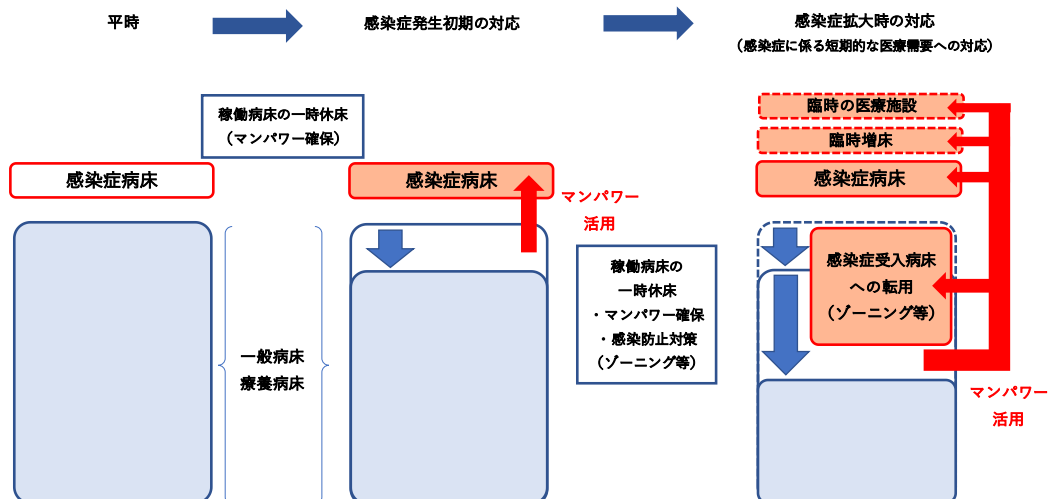 平時
感染症発生初期の対応
感染症拡大時の対応
（感染症に係る短期的な医療需要への対応）
稼働病床の一時休床
（マンパワー確保）
臨時の医療施設
臨時増床
感染症病床
感染症病床
感染症病床
マンパワー
活用
稼働病床の
一時休床
・マンパワー確保
・感染防止対策
（ゾーニング等）
感染症受入病床
への転用
（ゾーニング等）
一般病床
療養病床
マンパワー
活用